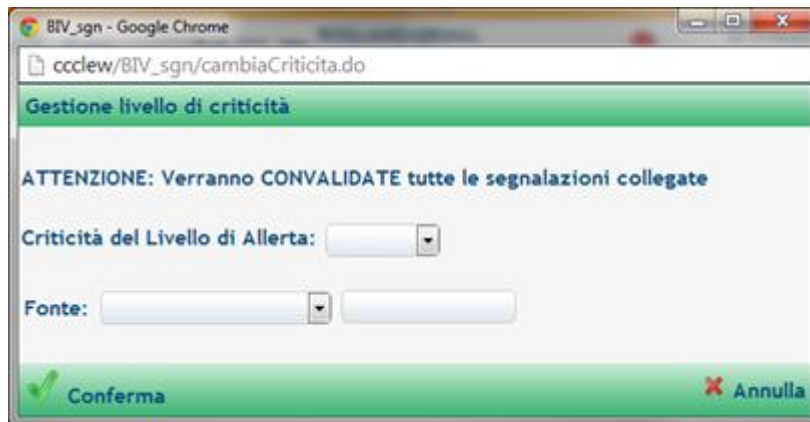 BIV_sgn - Google Chrome
ccclew/BIV_sgn/cambiaCriticita.do
Gestione livello di criticità
ATTENZIONE: Verranno CONVALIDATE tutte le segnalazioni collegate
Criticità del Livello di Allerta:
Fonte:
Conferma Annulla